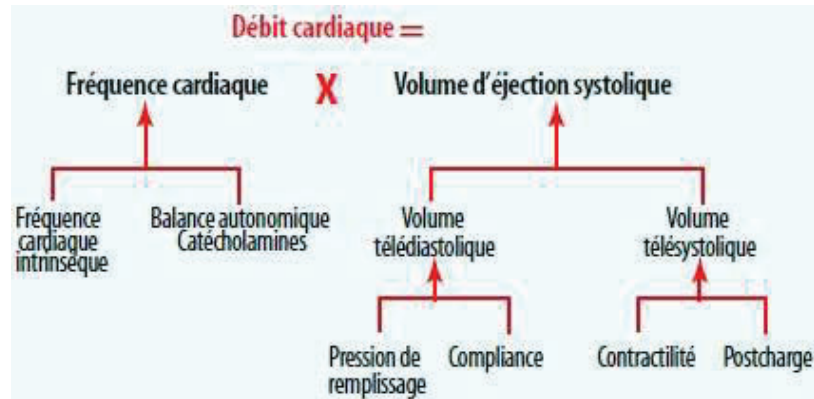 Débit cardiaque =
Fréquence cardiaque X Volume d'éjection systolique
Fréquence
cardiague
intrinsèque
Balance autonomique
Catécholamines
Volume
télédiastolique
Volume
télésystolique
Pression de
remplissage
Compliance
Contractilité
Postcharge